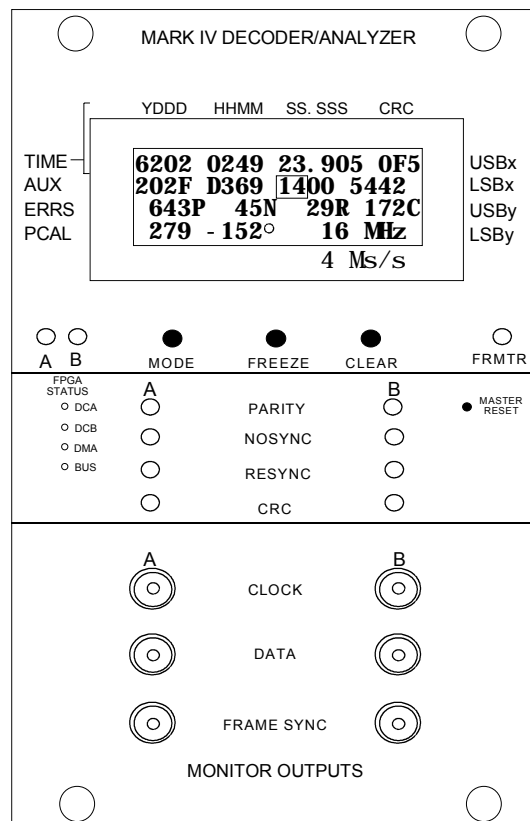 MARK IV DECODER/ANALYZER
YDDD HHMM SS. SSS CRC
TIME 6202 0249 23.905 0F5 USBx
AUX 202F D369 1400 5442 LSBx
ERRS 643P 45N 29R 172C USBy
PCAL 279 -152° 16 MHz LSBy
4 Ms/s
A B MODE FREEZE CLEAR FRMTR
FPGA
STATUS
A B
DCA PARITY MASTER
RESET
DCB NOSYNC
DMA RESYNC
BUS
CRC
A B
CLOCK
DATA
FRAME SYNC
MONITOR OUTPUTS